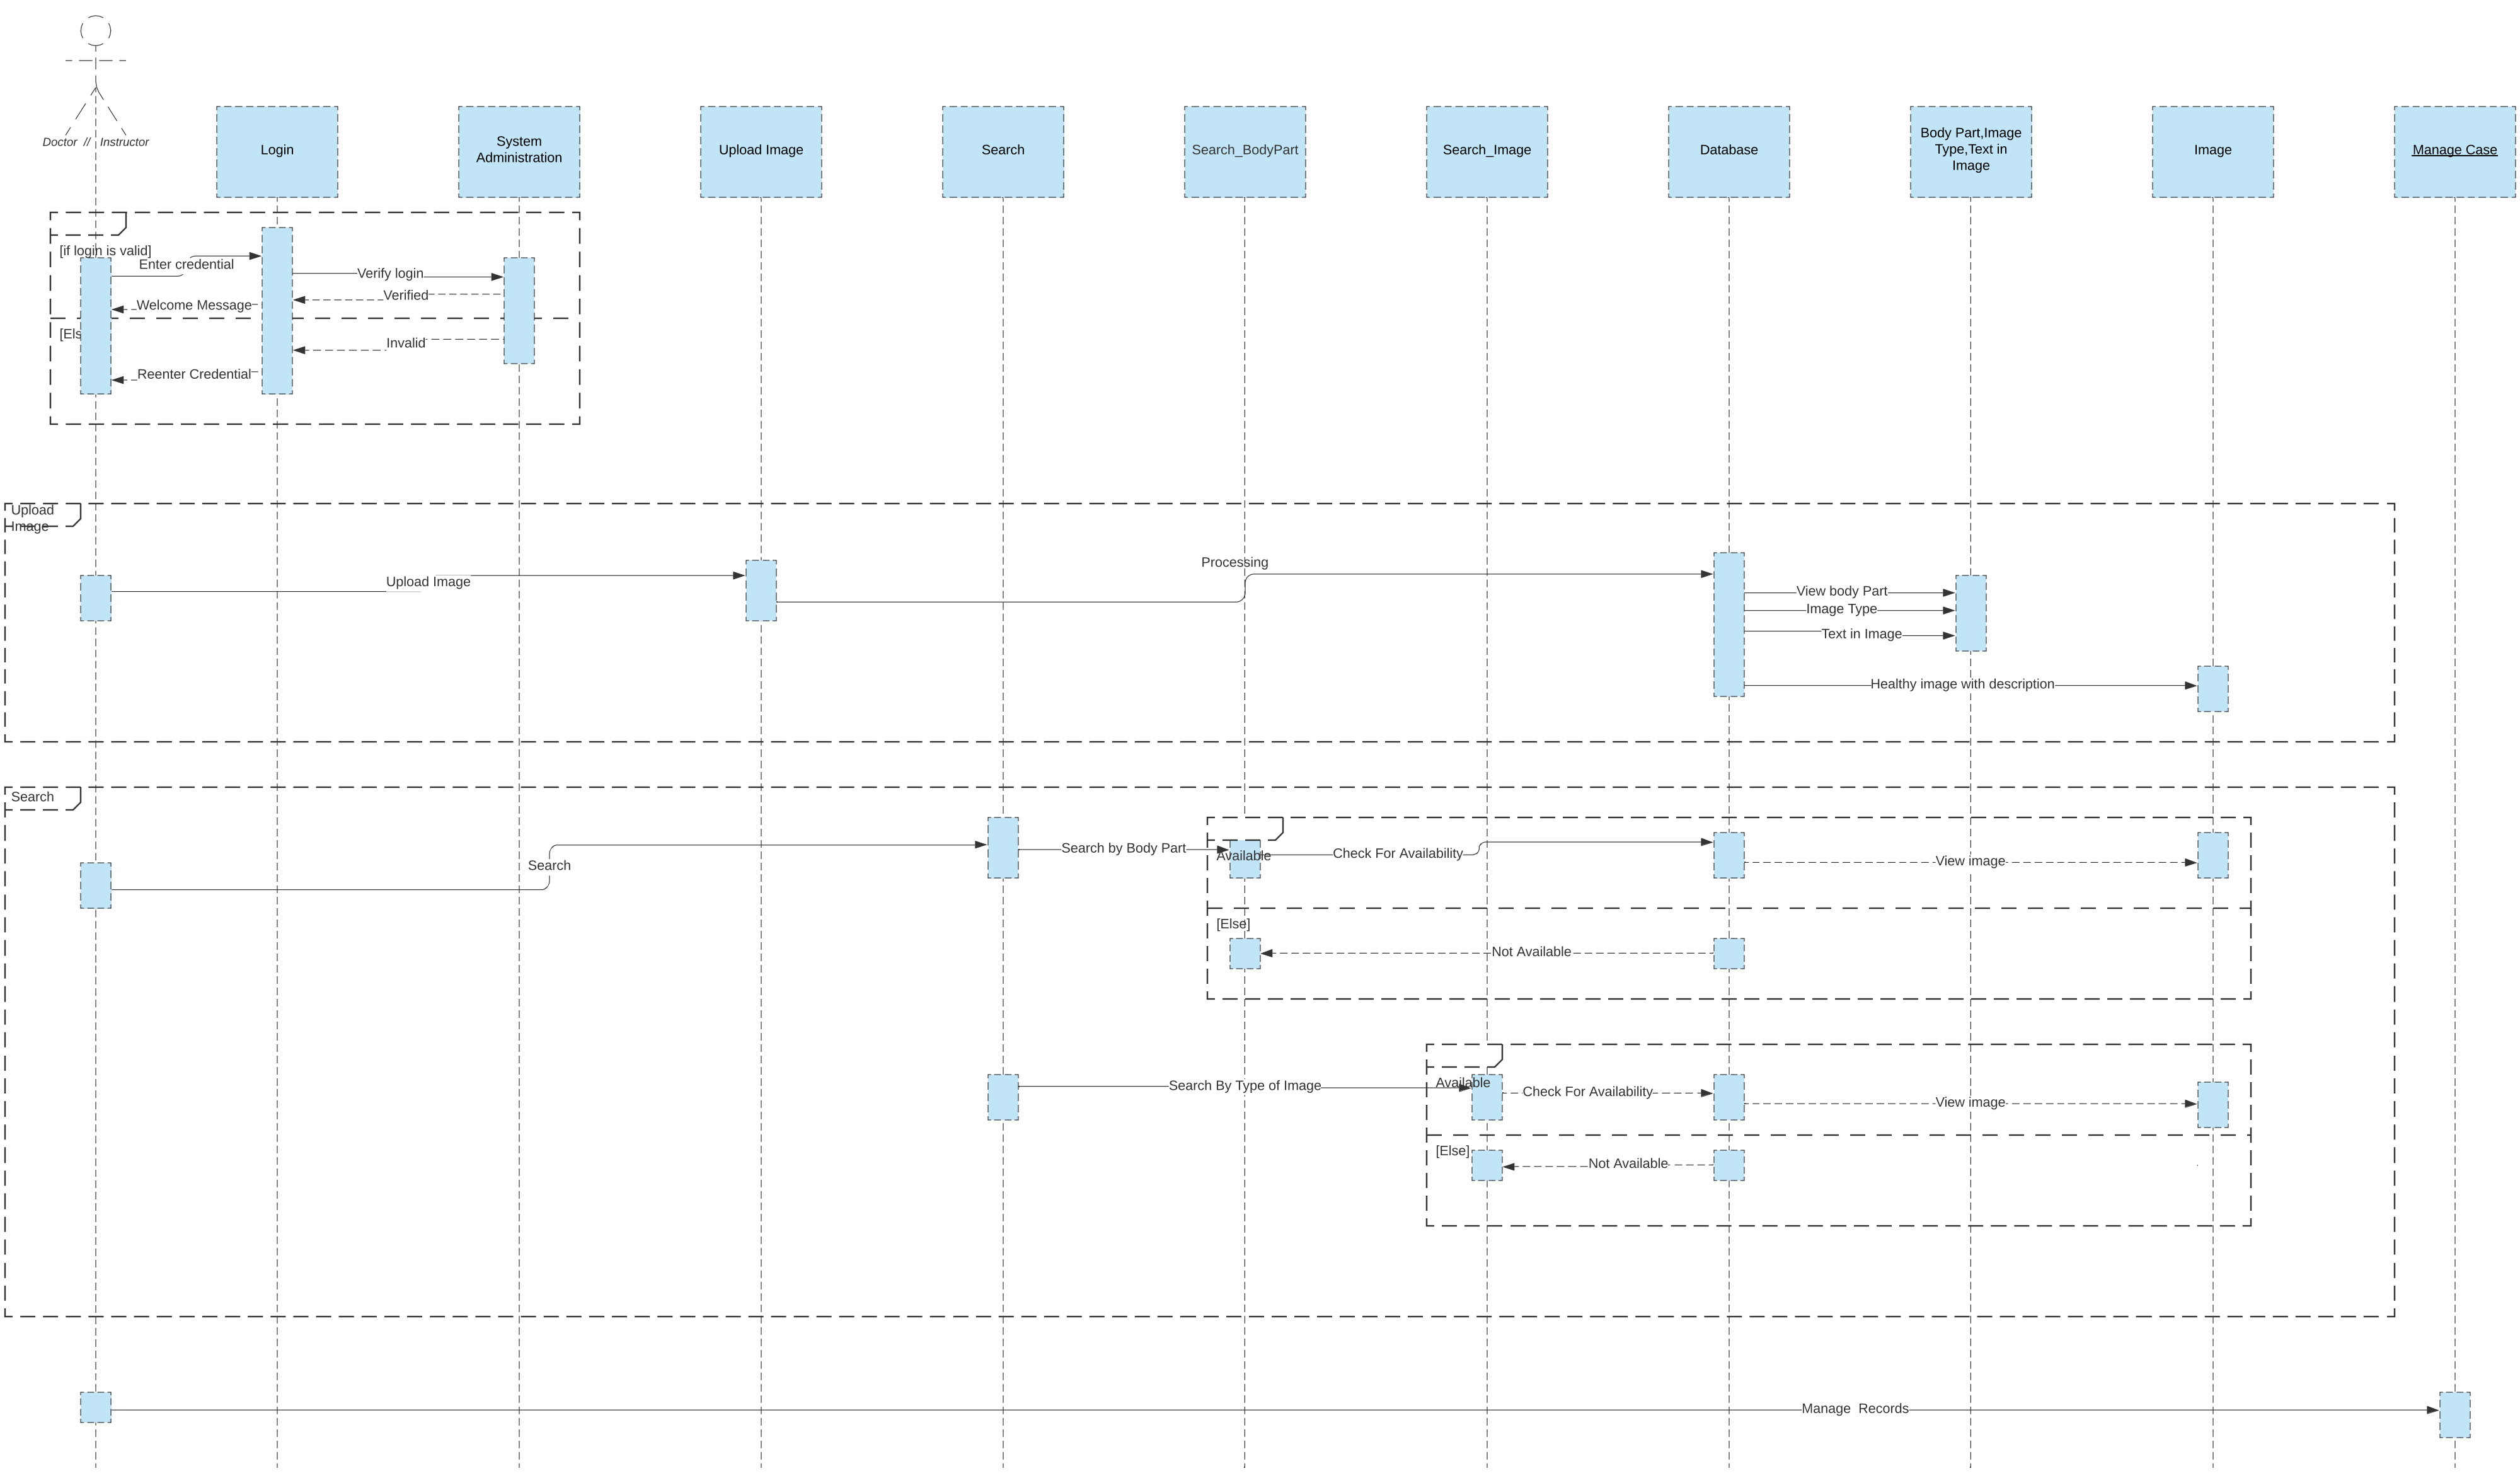 Doctor // Instructor
Login
System
Administration
Upload Image
Search
Search_BodyPart
Search_Image
Database
Body Part,Image
Type,Text in
Image
Image
Manage Case
[if login is valid]
Enter credential
Verify login
Verified
Welcome Message
[Els
Invalid
Reenter Credential
Upload
Image
Processing
Upload Image
View body Part
Image Type
Text in Image
Healthy image with description
Search
Search by Body Part
Available
Check For Availability
View image
Search
[Else]
Not Available
Search By Type of Image
Available
Check For Availability
View image
[Else]
Not Available
Manage  Records